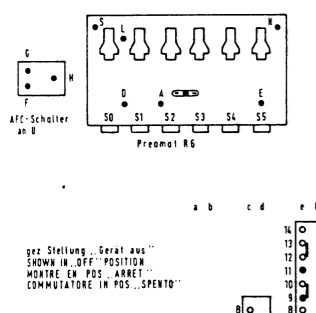 S
L
N
G
H
F
AFC-Schalter
an U
D
A
E
S0 S1 S2 S3 S4 S5
Preomat R6
a b c d e
gez Stellung „Gerät aus"
SHOWN IN „OFF" POSITION
MONTRE EN POS „ARRET"
COMMUTATORE IN POS „SPENTO"
14
13
12
11
10
9
8
8